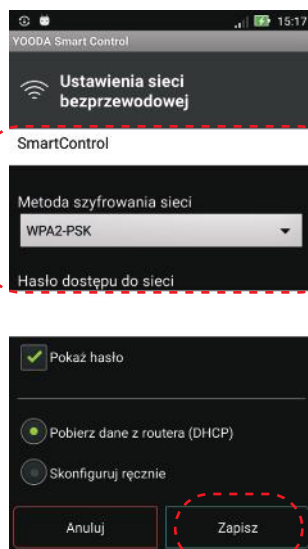 15:17
YOODA Smart Control
Ustawienia sieci
bezprzewodowej
SmartControl
Metoda szyfrowania sieci
WPA2-PSK
Hasło dostępu do sieci
Pokaż hasło
Pobierz dane z routera (DHCP)
Skonfiguruj ręcznie
Anuluj
Zapisz